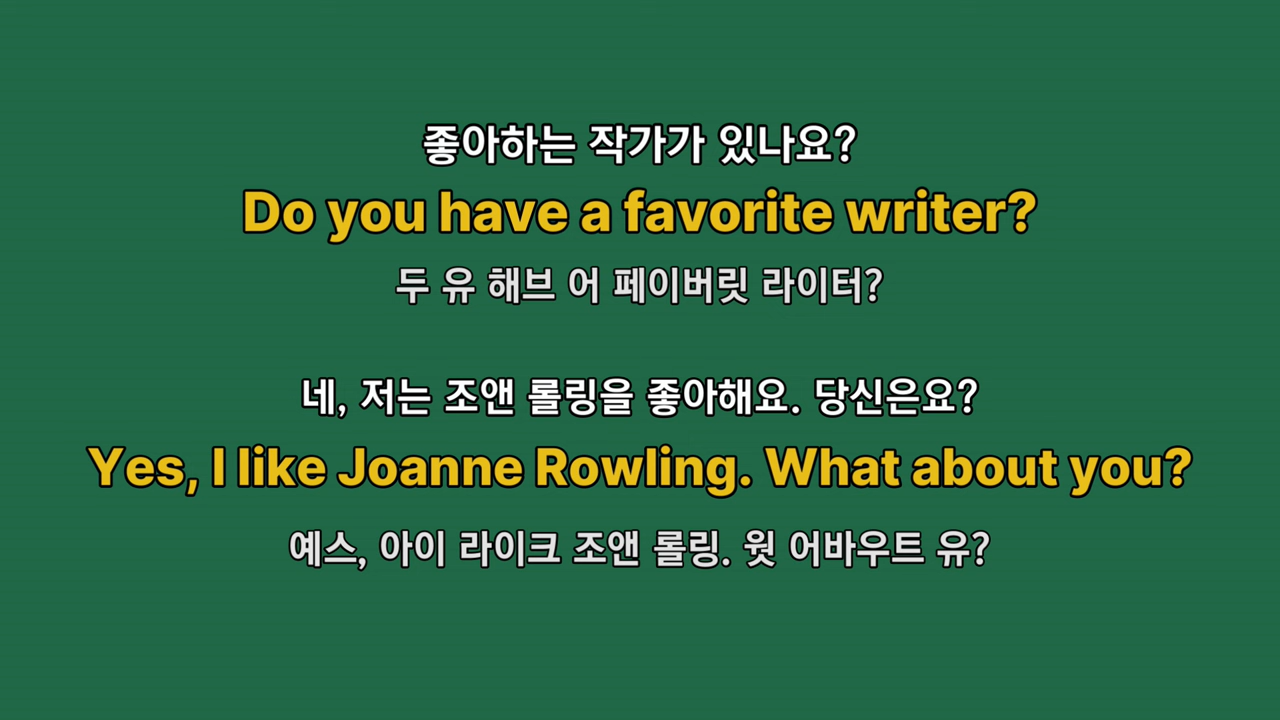 좋아하는 작가가 있나요?
Do you have a favorite writer?
두 유 해브 어 페이버릿 라이터?
네, 저는 조앤 롤링을 좋아해요. 당신은요?
Yes, I like Joanne Rowling. What about you?
예스, 아이 라이크 조앤 롤링. 웟 어바우트 유?